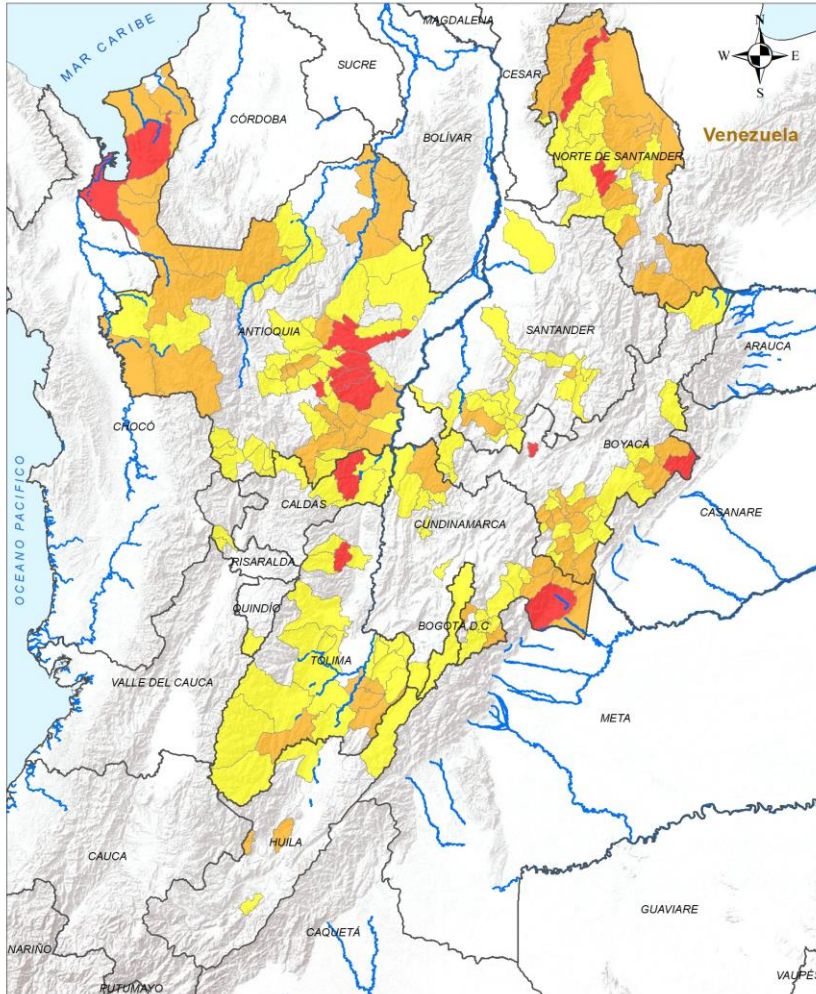 MAGDALENA
N
W E
S
MAR CARIBE
SUCRE
CESAR
CÓRDOBA
BOLÍVAR
Venezuela
NORTE DE SANTANDER
ANTIOQUIA
SANTANDER
ARAUCA
CHOCÓ
BOYACÁ
OCEANO PACIFICO
CALDAS
CUNDINAMARCA
CASANARE
RISARALDA
QUINDÍO
BOGOTÁ D.C
TOLIMA
VALLE DEL CAUCA
META
HUILA
CAUCA
GUAVIARE
CAQUETÁ
NARIÑO
PUTUMAYO
VAUPÉS